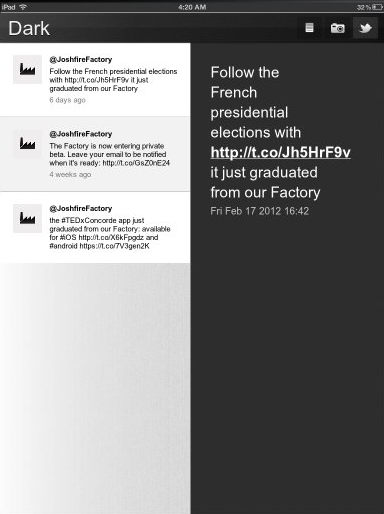 iPad 4:20 AM 32%
Dark
@JoshfireFactory
Follow the French presidential elections
with http://t.co/Jh5HrF9v it just
graduated from our Factory
6 days ago
@JoshfireFactory
The Factory is now entering private
beta. Leave your email to be notified
when it's ready: http://t.co/GsZ0nE24
4 weeks ago
@JoshfireFactory
the #TEDxConcorde app just
graduated from our Factory: available
for #iOS http://t.co/X6kFpgdz and
#android https://t.co/7V3gen2K
Follow the
French
presidential
elections with
http://t.co/Jh5HrF9v
it just graduated
from our Factory
Fri Feb 17 2012 16:42